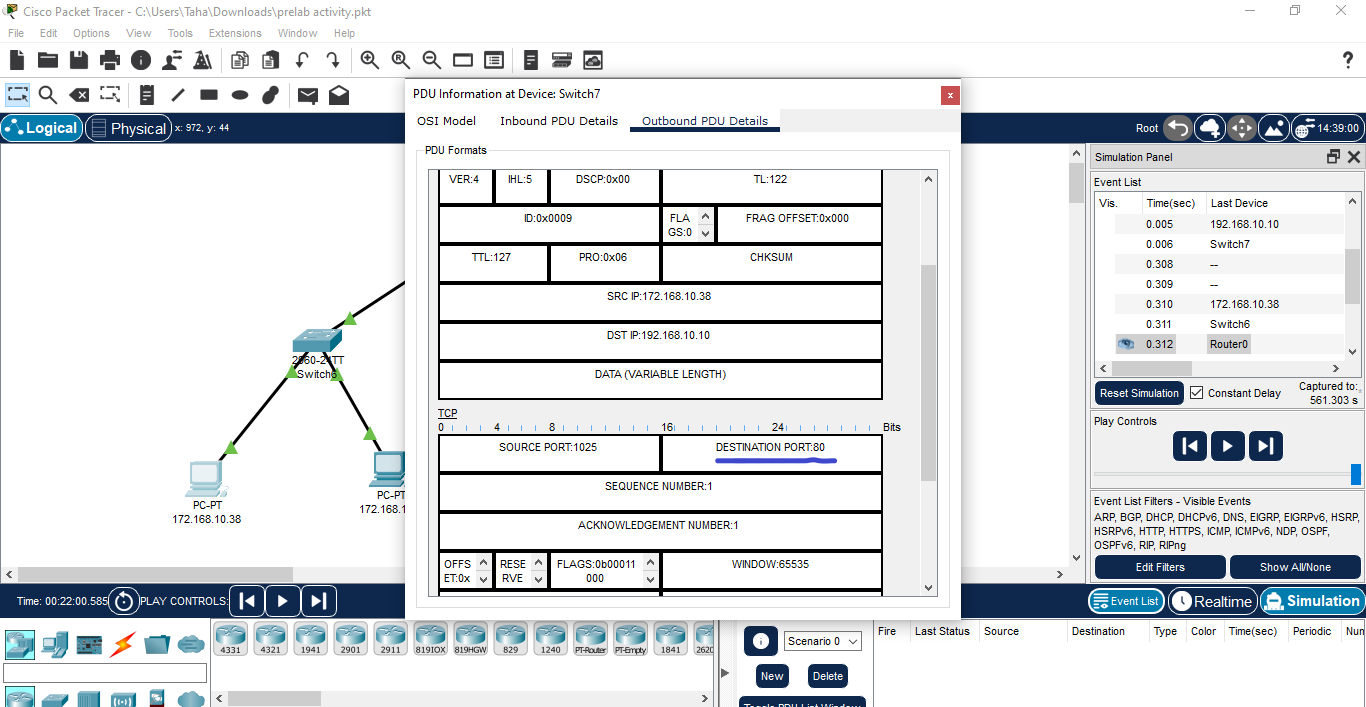 Cisco Packet Tracer - C:\Users\Taha\Downloads\prelab activity.pkt
File Edit Options View Tools Extensions Window Help
Logical Physical x: 972, y: 44
Root 14:39:00
PDU Information at Device: Switch7
x
OSI Model Inbound PDU Details Outbound PDU Details
PDU Formats
VER:4 IHL:5 DSCP:0x00 TL:122
ID:0x0009 FLA GS:0 FRAG OFFSET:0x000
TTL:127 PRO:0x06 CHKSUM
SRC IP:172.168.10.38
DST IP:192.168.10.10
DATA (VARIABLE LENGTH)
TCP
0 4 8 16 24 Bits
SOURCE PORT:1025 DESTINATION PORT:80
SEQUENCE NUMBER:1
ACKNOWLEDGEMENT NUMBER:1
OFFS ET:0x RESE RVE FLAGS:0b00011 000 WINDOW:65535
2960-24TT
Switch6
PC-PT
172.168.10.38
PC-PT
172.168.1
Simulation Panel
Event List
Vis. Time(sec) Last Device
0.005 192.168.10.10
0.006 Switch7
0.308 --
0.309 --
0.310 172.168.10.38
0.311 Switch6
0.312 Router0
Reset Simulation Constant Delay Captured to:
561.303 s
Play Controls
Event List Filters - Visible Events
ARP, BGP, DHCP, DHCPv6, DNS, EIGRP, EIGRPv6, HSRP,
HSRPv6, HTTP, HTTPS, ICMP, ICMPv6, NDP, OSPF,
OSPFv6, RIP, RIPng
Edit Filters Show All/None
Time: 00:22:00.585 PLAY CONTROLS:
Event List Realtime Simulation
4331 4321 1941 2901 2911 819IOX 819HGW 829 1240 PT-Router PT-Empty 1841 2620
Scenario 0
New Delete
Toggle PDU List Window
Fire Last Status Source Destination Type Color Time(sec) Periodic Num